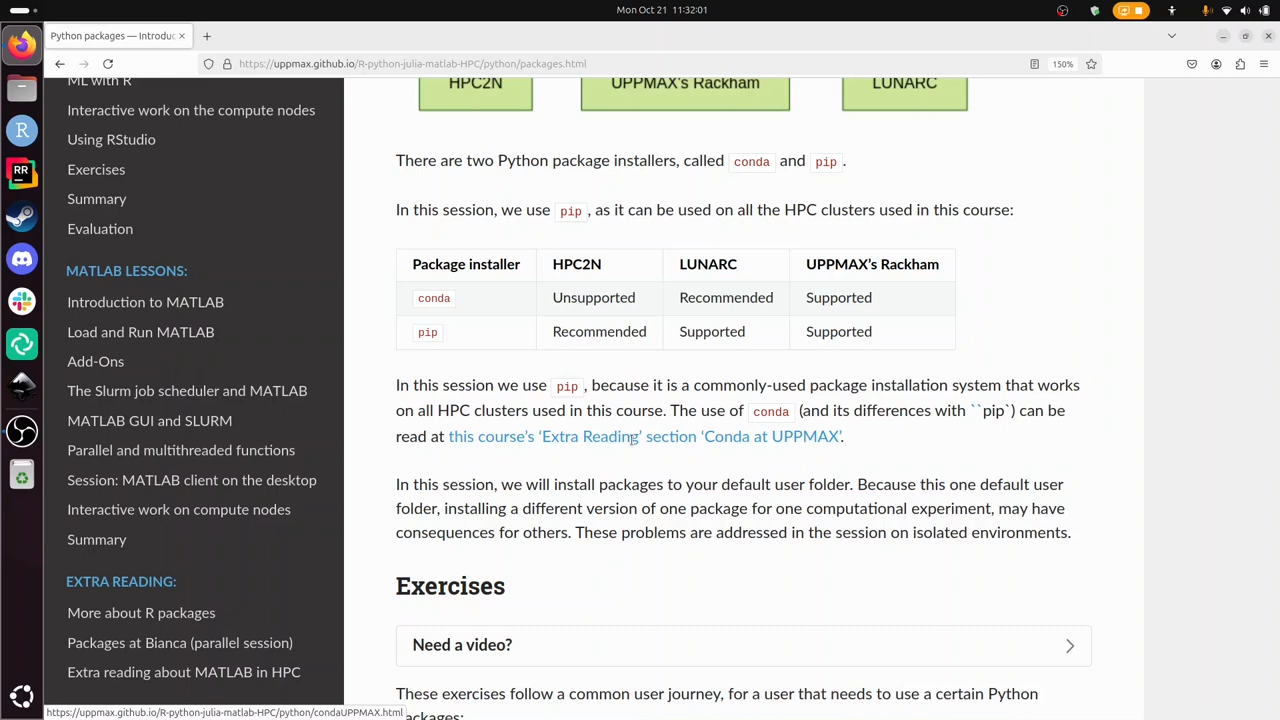 Mon Oct 21 11:32:01
Python packages — Introduc
https://uppmax.github.io/R-python-julia-matlab-HPC/python/packages.html
150%
ML with R
Interactive work on the compute nodes
Using RStudio
Exercises
Summary
Evaluation
MATLAB LESSONS:
Introduction to MATLAB
Load and Run MATLAB
Add-Ons
The Slurm job scheduler and MATLAB
MATLAB GUI and SLURM
Parallel and multithreaded functions
Session: MATLAB client on the desktop
Interactive work on compute nodes
Summary
EXTRA READING:
More about R packages
Packages at Bianca (parallel session)
Extra reading about MATLAB in HPC
HPC2N UPPMAX's Rackham LUNARC
There are two Python package installers, called conda and pip.
In this session, we use pip, as it can be used on all the HPC clusters used in this course:
Package installer HPC2N LUNARC UPPMAX's Rackham
conda Unsupported Recommended Supported
pip Recommended Supported Supported
In this session we use pip, because it is a commonly-used package installation system that works
on all HPC clusters used in this course. The use of conda (and its differences with ``pip`) can be
read at this course's 'Extra Reading' section 'Conda at UPPMAX'.
In this session, we will install packages to your default user folder. Because this one default user
folder, installing a different version of one package for one computational experiment, may have
consequences for others. These problems are addressed in the session on isolated environments.
Exercises
Need a video?
These exercises follow a common user journey, for a user that needs to use a certain Python
packages:
https://uppmax.github.io/R-python-julia-matlab-HPC/python/condaUPPMAX.html
R
RR